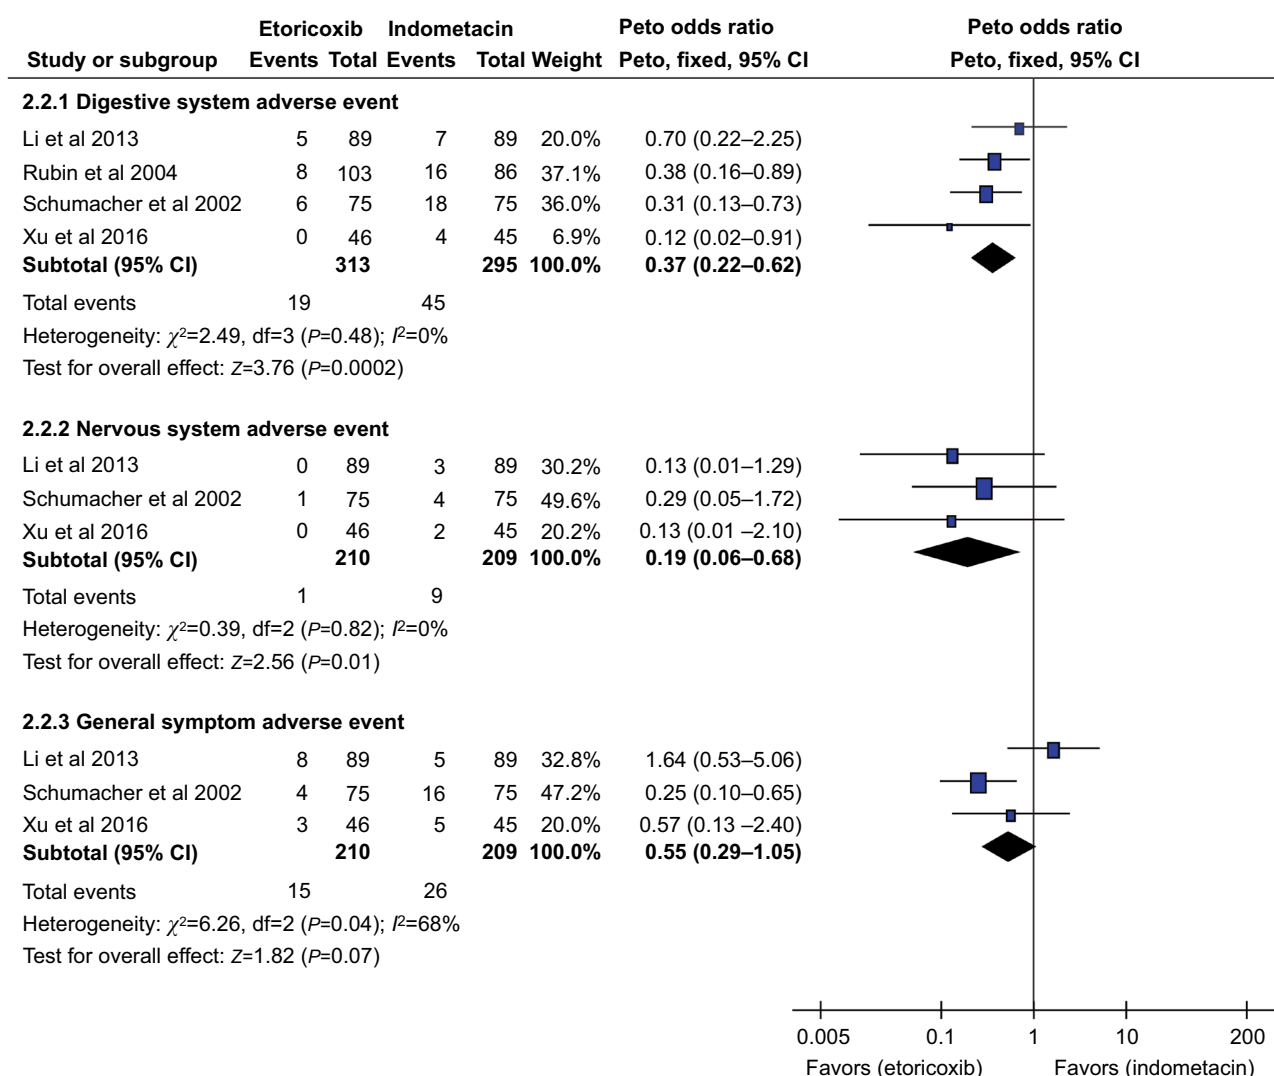 Etoricoxib Indometacin Peto odds ratio Peto odds ratio
Study or subgroup Events Total Events Total Weight Peto, fixed, 95% CI Peto, fixed, 95% CI
2.2.1 Digestive system adverse event
Li et al 2013 5 89 7 89 20.0% 0.70 (0.22–2.25)
Rubin et al 2004 8 103 16 86 37.1% 0.38 (0.16–0.89)
Schumacher et al 2002 6 75 18 75 36.0% 0.31 (0.13–0.73)
Xu et al 2016 0 46 4 45 6.9% 0.12 (0.02–0.91)
Subtotal (95% CI) 313 295 100.0% 0.37 (0.22–0.62)
Total events 19 45
Heterogeneity: χ²=2.49, df=3 (P=0.48); I²=0%
Test for overall effect: Z=3.76 (P=0.0002)
2.2.2 Nervous system adverse event
Li et al 2013 0 89 3 89 30.2% 0.13 (0.01–1.29)
Schumacher et al 2002 1 75 4 75 49.6% 0.29 (0.05–1.72)
Xu et al 2016 0 46 2 45 20.2% 0.13 (0.01 –2.10)
Subtotal (95% CI) 210 209 100.0% 0.19 (0.06–0.68)
Total events 1 9
Heterogeneity: χ²=0.39, df=2 (P=0.82); I²=0%
Test for overall effect: Z=2.56 (P=0.01)
2.2.3 General symptom adverse event
Li et al 2013 8 89 5 89 32.8% 1.64 (0.53–5.06)
Schumacher et al 2002 4 75 16 75 47.2% 0.25 (0.10–0.65)
Xu et al 2016 3 46 5 45 20.0% 0.57 (0.13 –2.40)
Subtotal (95% CI) 210 209 100.0% 0.55 (0.29–1.05)
Total events 15 26
Heterogeneity: χ²=6.26, df=2 (P=0.04); I²=68%
Test for overall effect: Z=1.82 (P=0.07)
0.005 0.1 1 10 200
Favors (etoricoxib) Favors (indometacin)